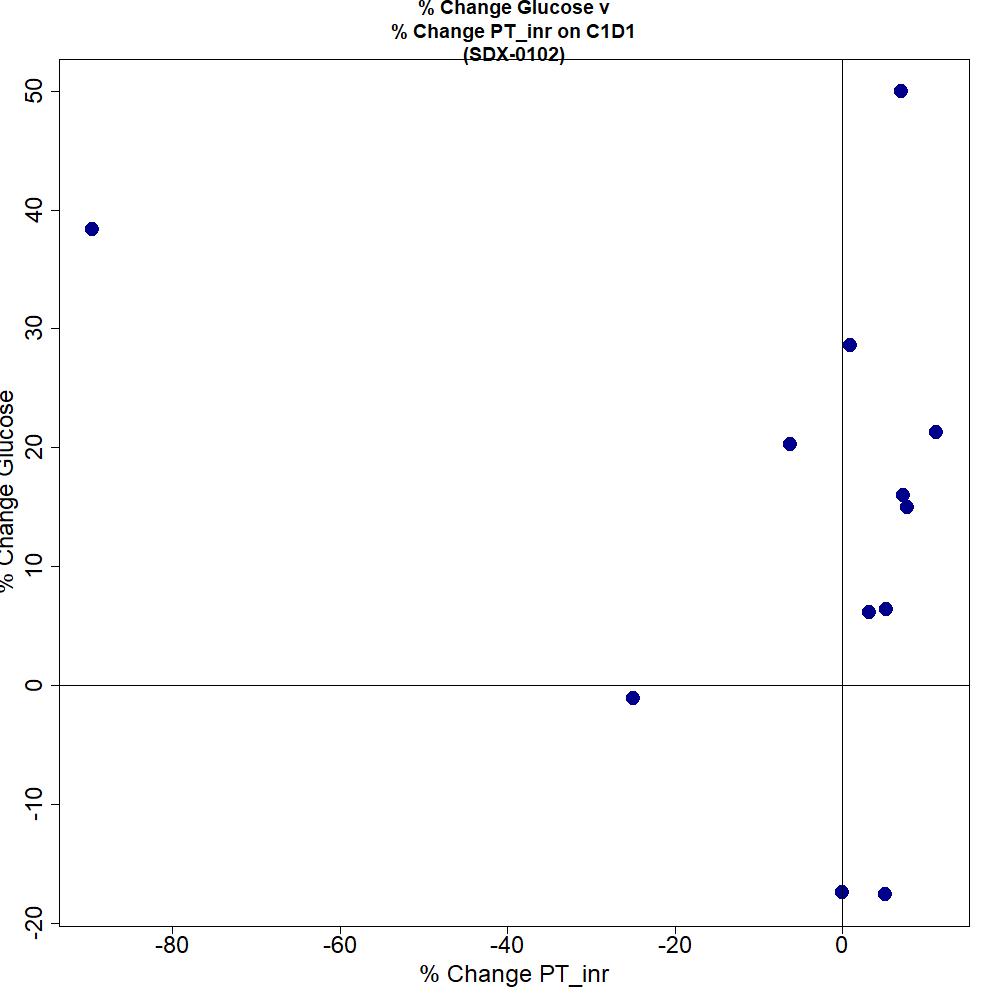 % Change Glucose v
% Change PT_inr on C1D1
(SDX-0102)
% Change Glucose
50
40
30
20
10
0
-10
-20
-80
-60
-40
-20
0
% Change PT_inr